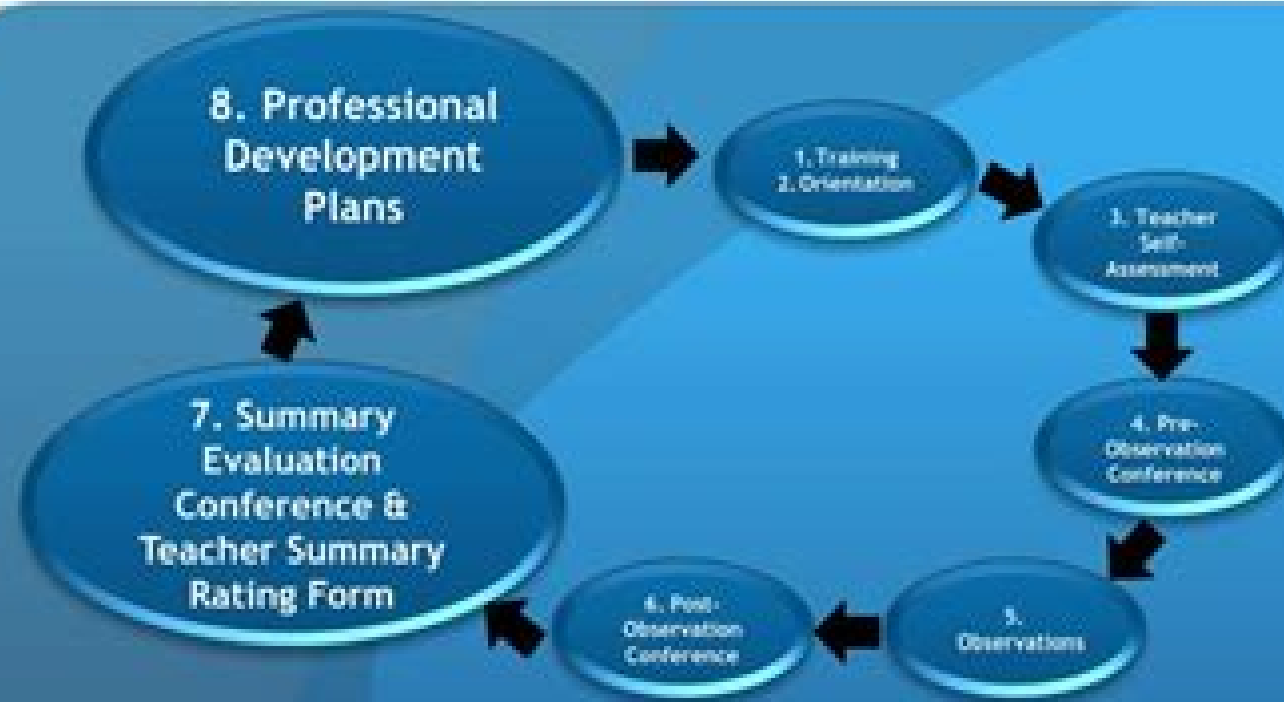 8. Professional
Development
Plans
1. Training
2. Orientation
3. Teacher
Self-
Assessment
4. Pre-
Observation
Conference
5.
Observations
6. Post-
Observation
Conference
7. Summary
Evaluation
Conference &
Teacher Summary
Rating Form